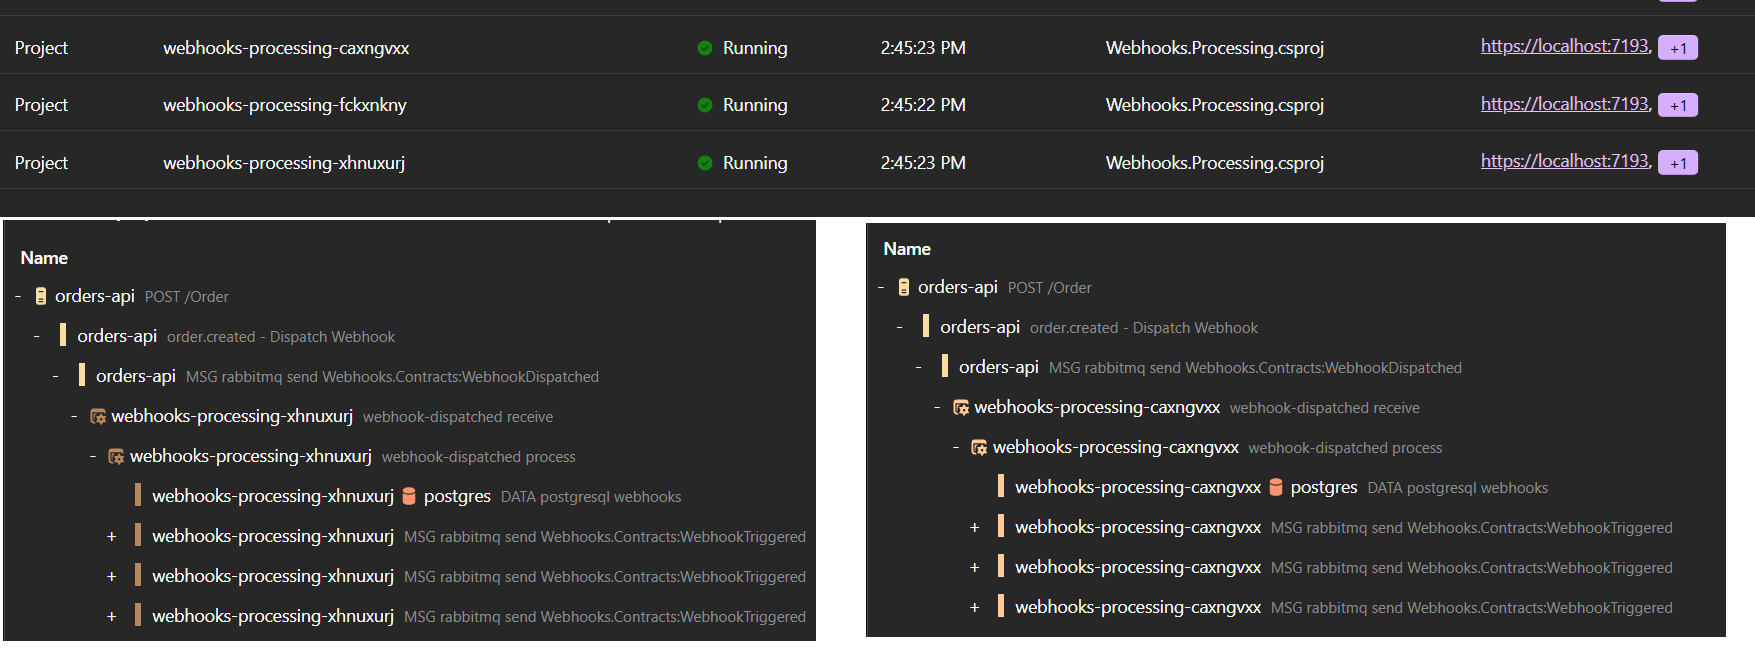 Project webhooks-processing-caxngvxx Running 2:45:23 PM Webhooks.Processing.csproj https://localhost:7193, +1
Project webhooks-processing-fckxnkny Running 2:45:22 PM Webhooks.Processing.csproj https://localhost:7193, +1
Project webhooks-processing-xhnuxurj Running 2:45:23 PM Webhooks.Processing.csproj https://localhost:7193, +1
Name
- orders-api POST /Order
- orders-api order.created - Dispatch Webhook
- orders-api MSG rabbitmq send Webhooks.Contracts:WebhookDispatched
- webhooks-processing-xhnuxurj webhook-dispatched receive
- webhooks-processing-xhnuxurj webhook-dispatched process
webhooks-processing-xhnuxurj postgres DATA postgresql webhooks
+ webhooks-processing-xhnuxurj MSG rabbitmq send Webhooks.Contracts:WebhookTriggered
+ webhooks-processing-xhnuxurj MSG rabbitmq send Webhooks.Contracts:WebhookTriggered
+ webhooks-processing-xhnuxurj MSG rabbitmq send Webhooks.Contracts:WebhookTriggered
Name
- orders-api POST /Order
- orders-api order.created - Dispatch Webhook
- orders-api MSG rabbitmq send Webhooks.Contracts:WebhookDispatched
- webhooks-processing-caxngvxx webhook-dispatched receive
- webhooks-processing-caxngvxx webhook-dispatched process
webhooks-processing-caxngvxx postgres DATA postgresql webhooks
+ webhooks-processing-caxngvxx MSG rabbitmq send Webhooks.Contracts:WebhookTriggered
+ webhooks-processing-caxngvxx MSG rabbitmq send Webhooks.Contracts:WebhookTriggered
+ webhooks-processing-caxngvxx MSG rabbitmq send Webhooks.Contracts:WebhookTriggered